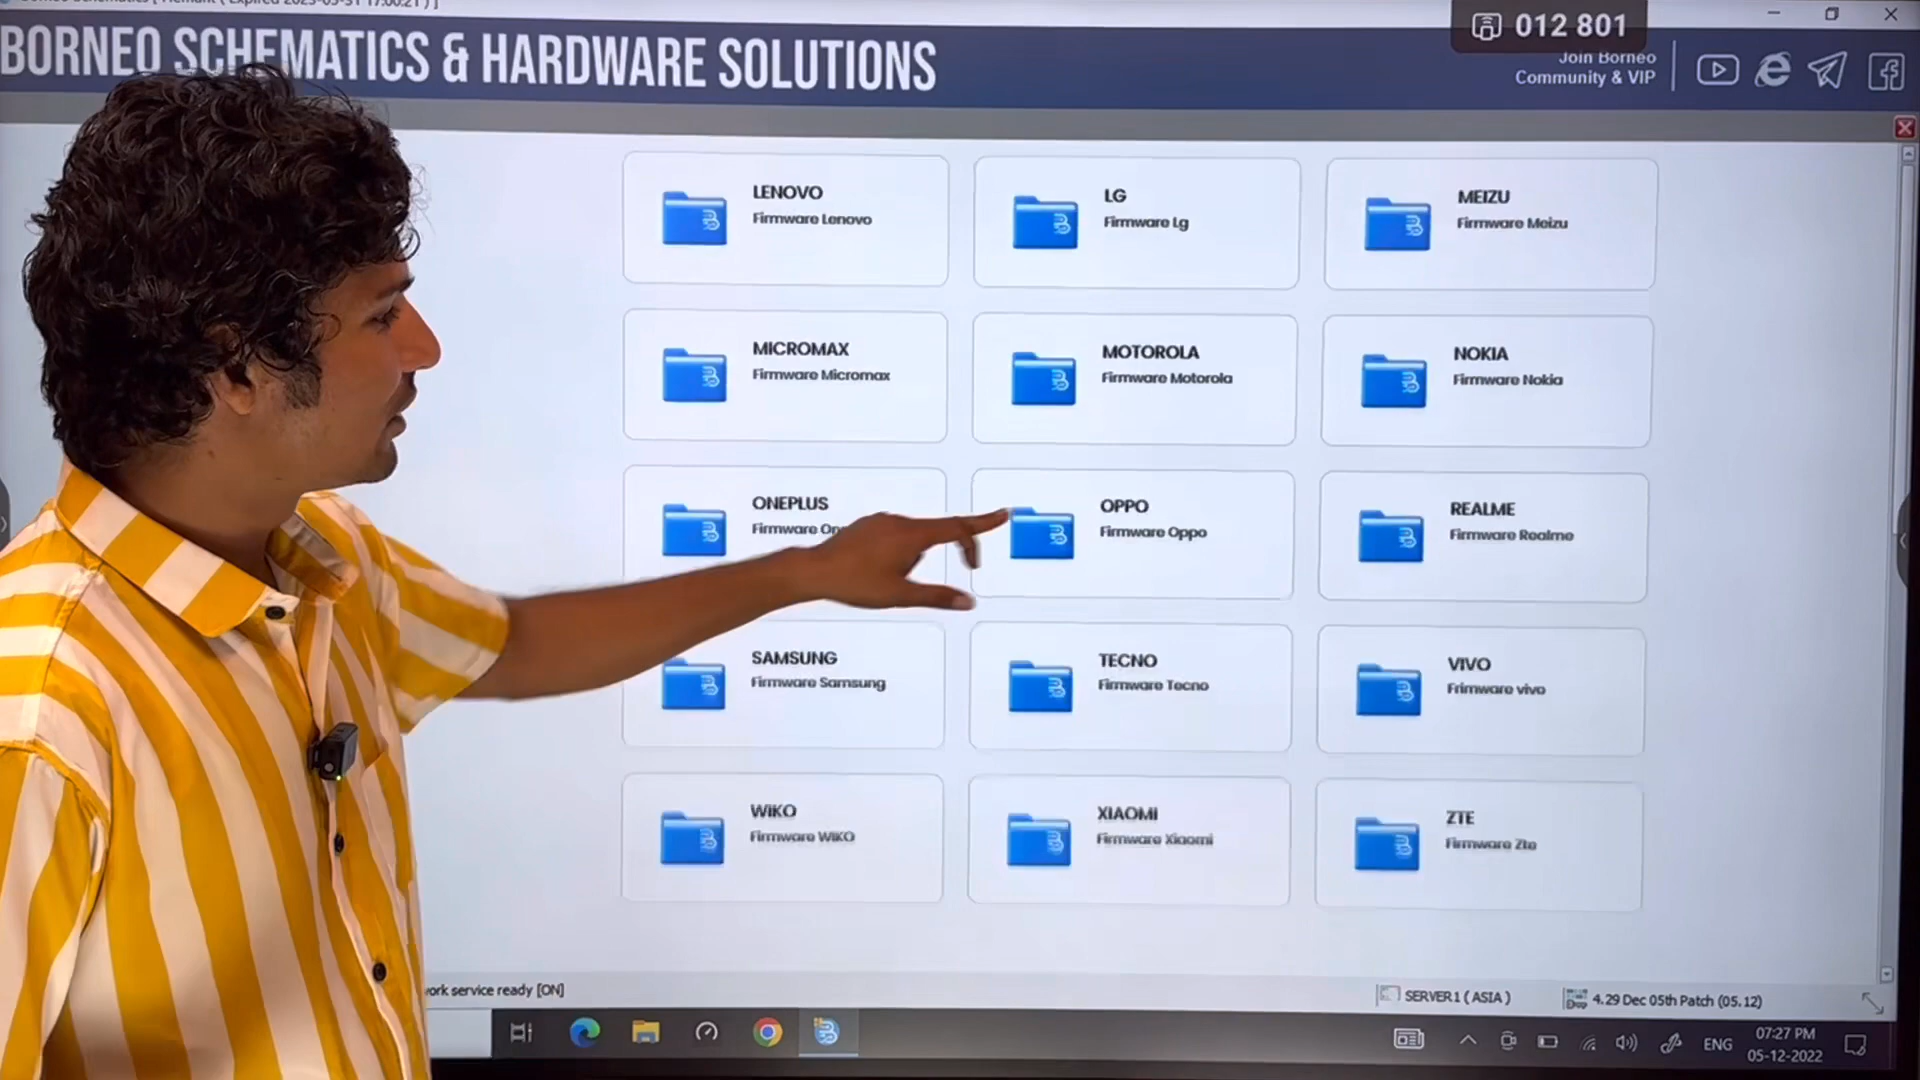 012 801
BORNEO SCHEMATICS & HARDWARE SOLUTIONS
Join Borneo
Community & VIP
LENOVO
Firmware Lenovo
LG
Firmware Lg
MEIZU
Firmware Meizu
MICROMAX
Firmware Micromax
MOTOROLA
Firmware Motorola
NOKIA
Firmware Nokia
ONEPLUS
Firmware
OPPO
Firmware Oppo
REALME
Firmware Realme
SAMSUNG
Firmware Samsung
TECNO
Firmware Tecno
VIVO
Frimware vivo
WIKO
Firmware WIKO
XIAOMI
Firmware Xiaomi
ZTE
Firmware Zte
work service ready [ON]
SERVER1 ( ASIA )
4.29 Dec 05th Patch (05.12)
ENG
07:27 PM
05-12-2022